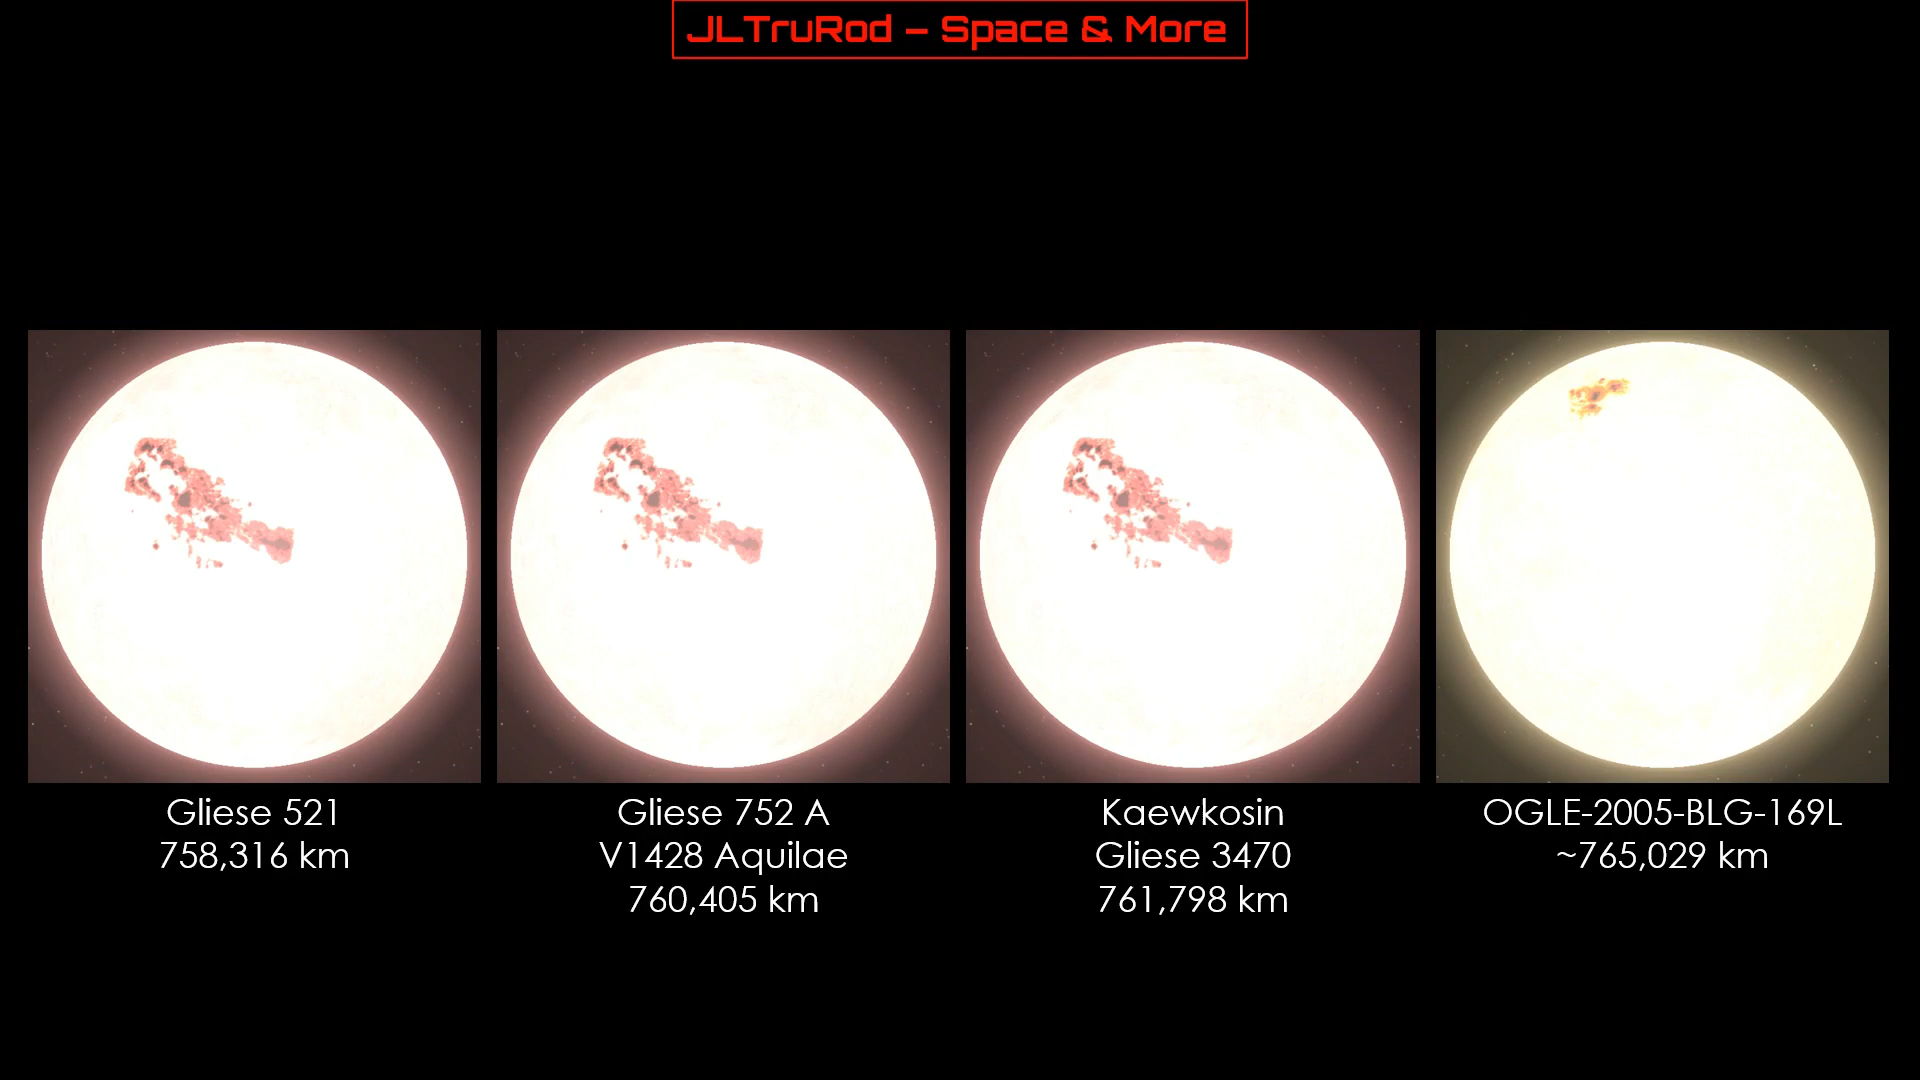 JLTruRod – Space & More
Gliese 521
758,316 km
Gliese 752 A
V1428 Aquilae
760,405 km
Kaewkosin
Gliese 3470
761,798 km
OGLE-2005-BLG-169L
~765,029 km